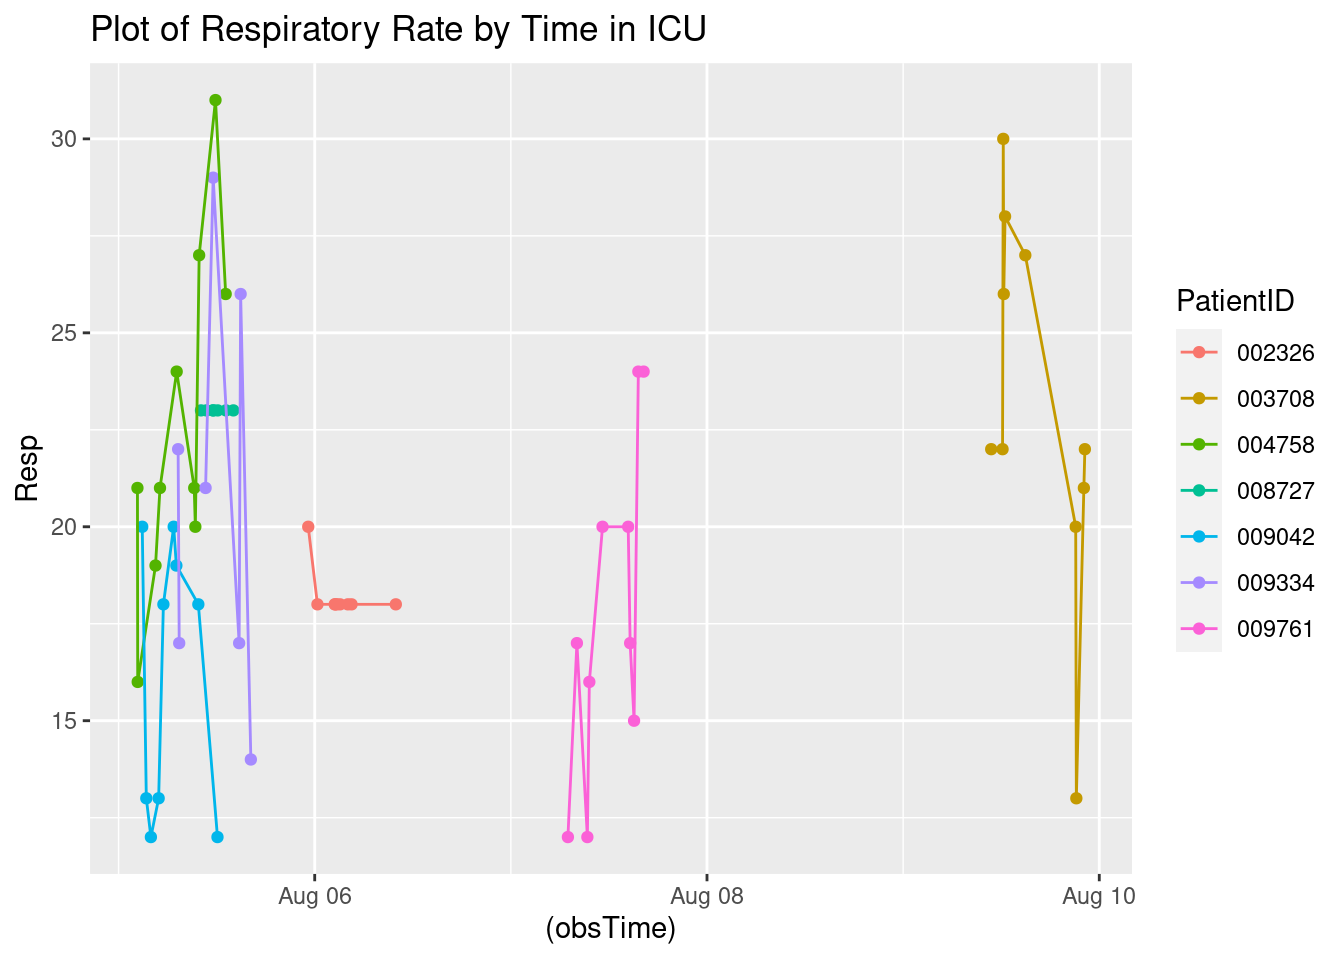 Plot of Respiratory Rate by Time in ICU
Resp
30
25
20
15
Aug 06
Aug 08
Aug 10
(obsTime)
PatientID
002326
003708
004758
008727
009042
009334
009761